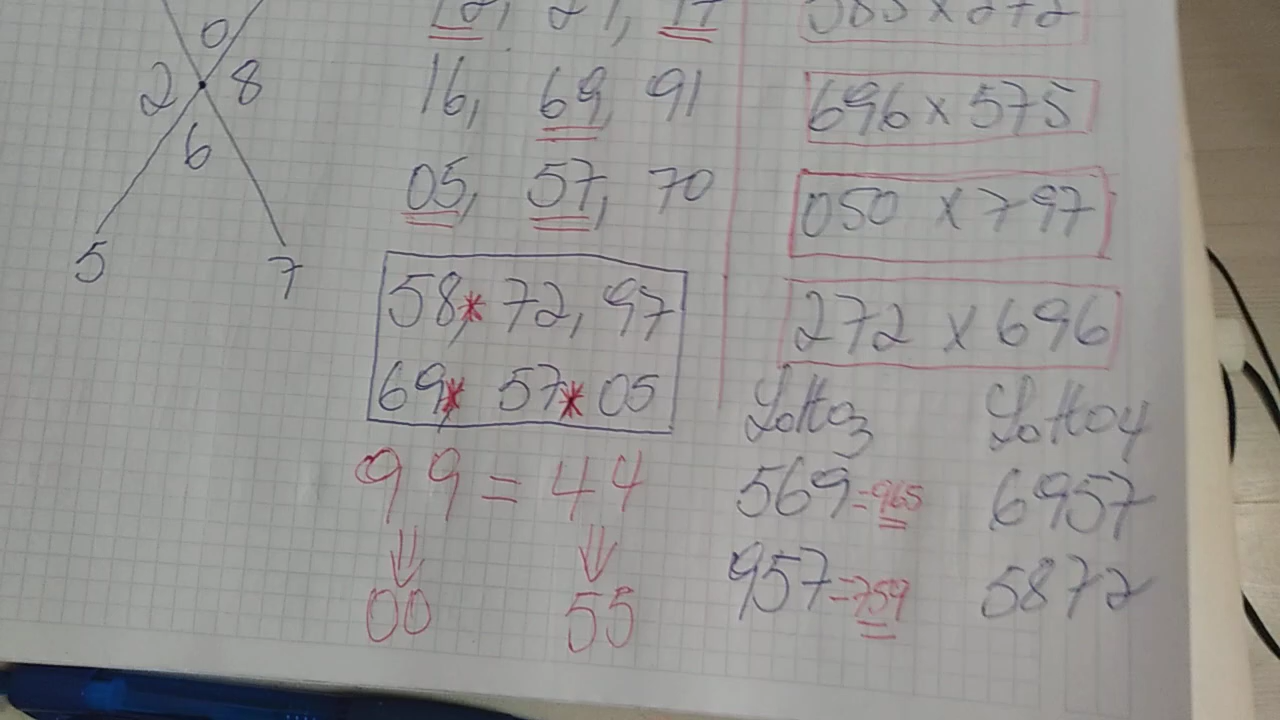 0
2 8
6
5 7
16, 69, 91
05, 57, 70
58,* 72, 97
69* 57* 05
99 = 44
00 55
696 x 575
050 x 797
272 x 696
Lotto3 Lotto4
569=965 6957
957=759 5872